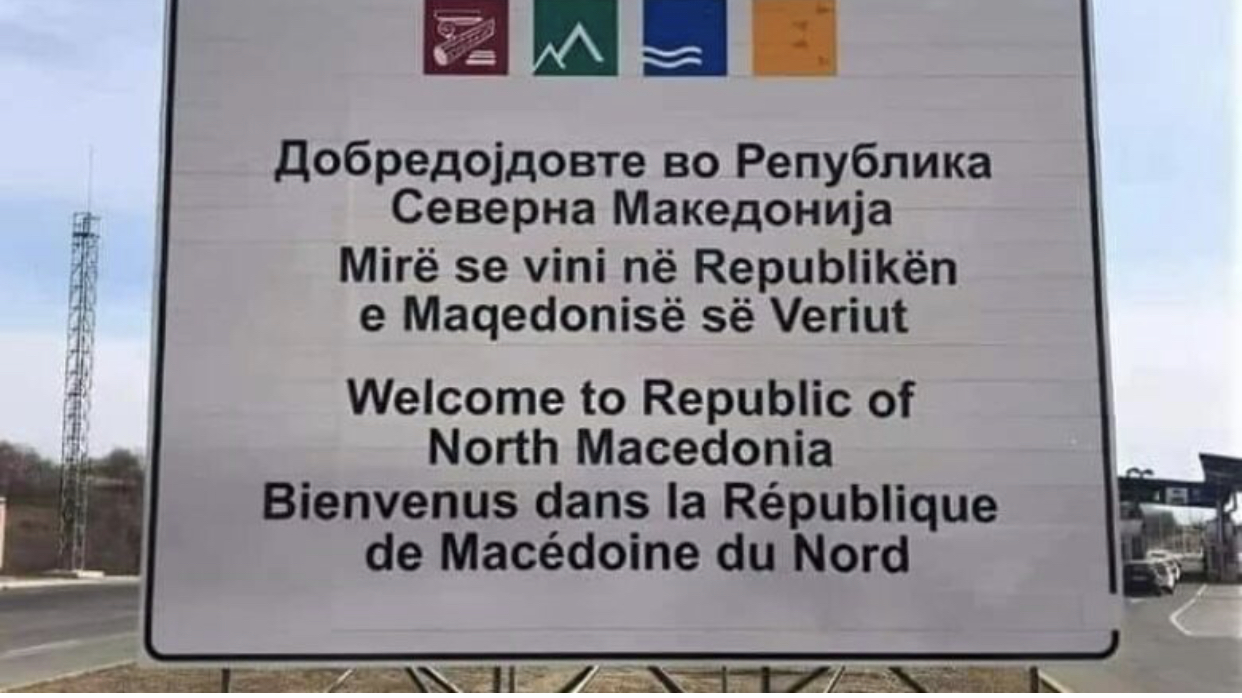 Добредојдовте во Република
Северна Македонија
Mirë se vini në Republikën
e Maqedonisë së Veriut
Welcome to Republic of
North Macedonia
Bienvenus dans la République
de Macédoine du Nord